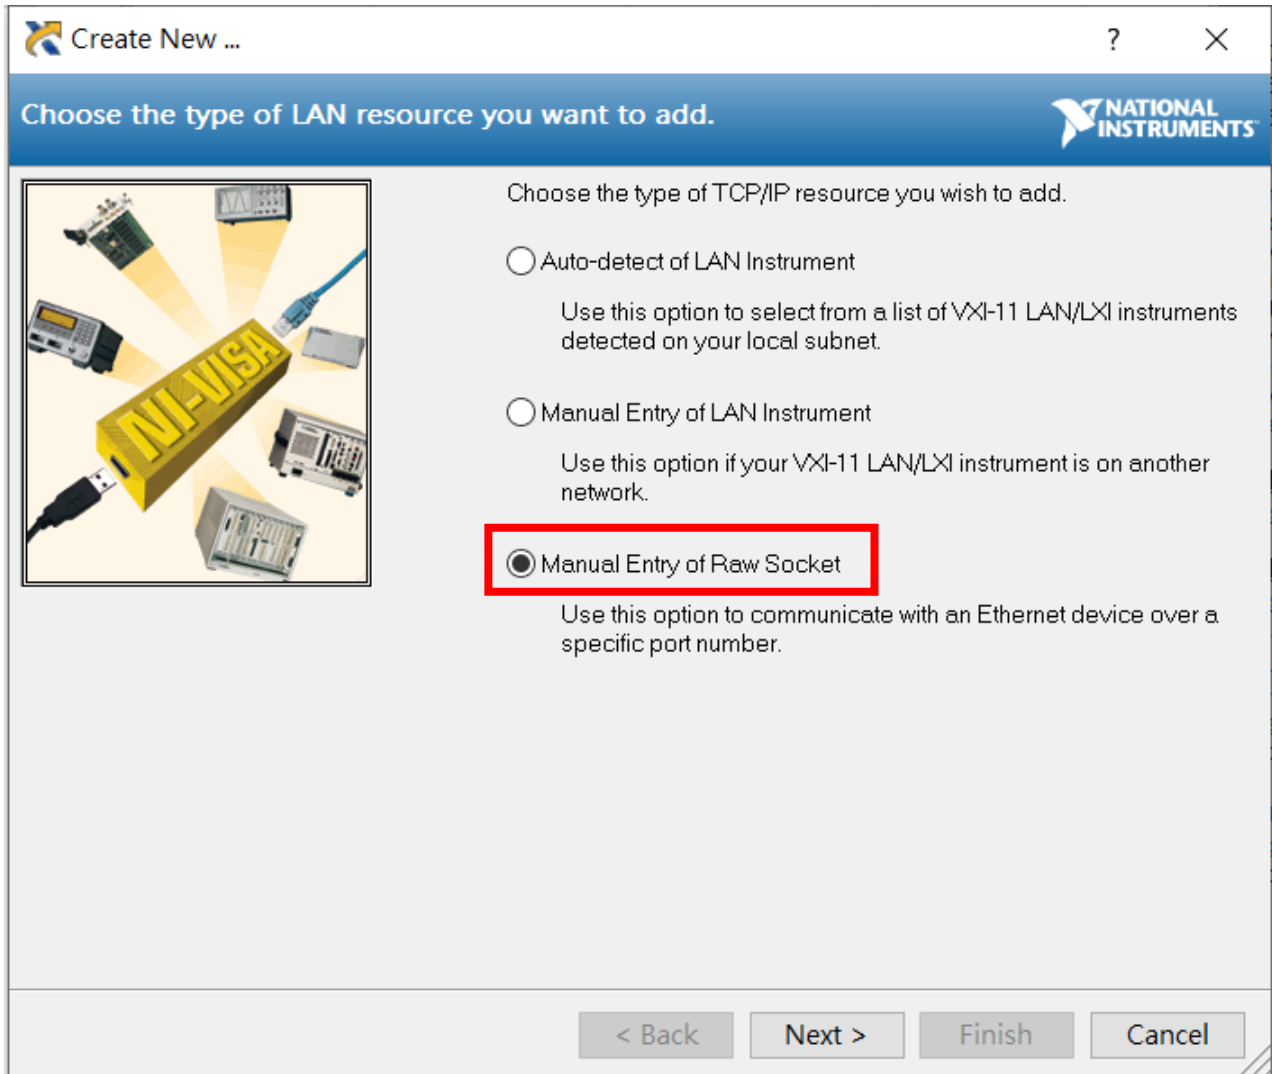 Create New ...
?
Choose the type of LAN resource you want to add.
NATIONAL
INSTRUMENTS
NI-VISA
Choose the type of TCP/IP resource you wish to add.
Auto-detect of LAN Instrument
Use this option to select from a list of VXI-11 LAN/LXI instruments
detected on your local subnet.
Manual Entry of LAN Instrument
Use this option if your VXI-11 LAN/LXI instrument is on another
network.
Manual Entry of Raw Socket
Use this option to communicate with an Ethernet device over a
specific port number.
< Back
Next >
Finish
Cancel